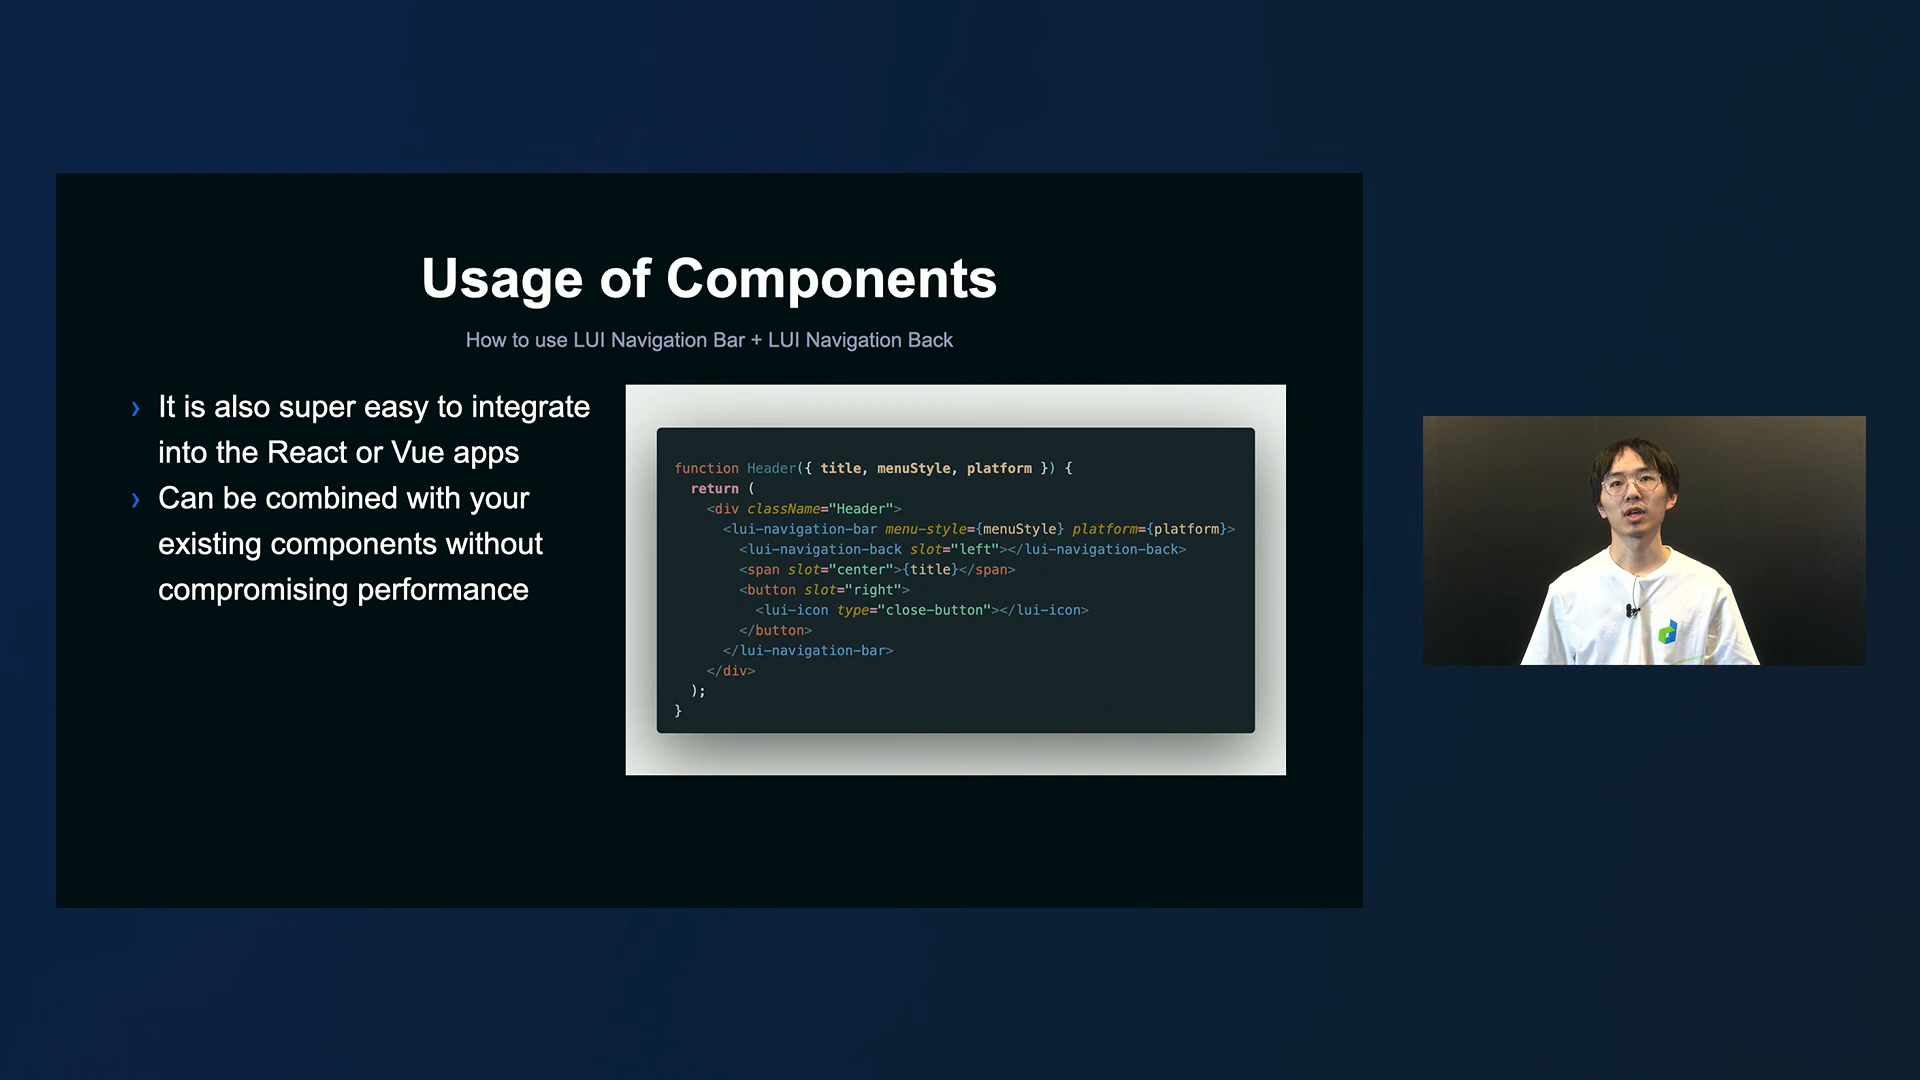 Usage of Components
How to use LUI Navigation Bar + LUI Navigation Back
› It is also super easy to integrate
into the React or Vue apps
› Can be combined with your
existing components without
compromising performance
function Header({ title, menuStyle, platform }) {
  return (
    <div className="Header">
      <lui-navigation-bar menu-style={menuStyle} platform={platform}>
        <lui-navigation-back slot="left"></lui-navigation-back>
        <span slot="center">{title}</span>
        <button slot="right">
          <lui-icon type="close-button"></lui-icon>
        </button>
      </lui-navigation-bar>
    </div>
  );
}